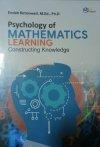 Endah Retnowati, M.Ed., Ph.D.
Psychology of
MATHEMATICS
LEARNING
Constructing Knowledge